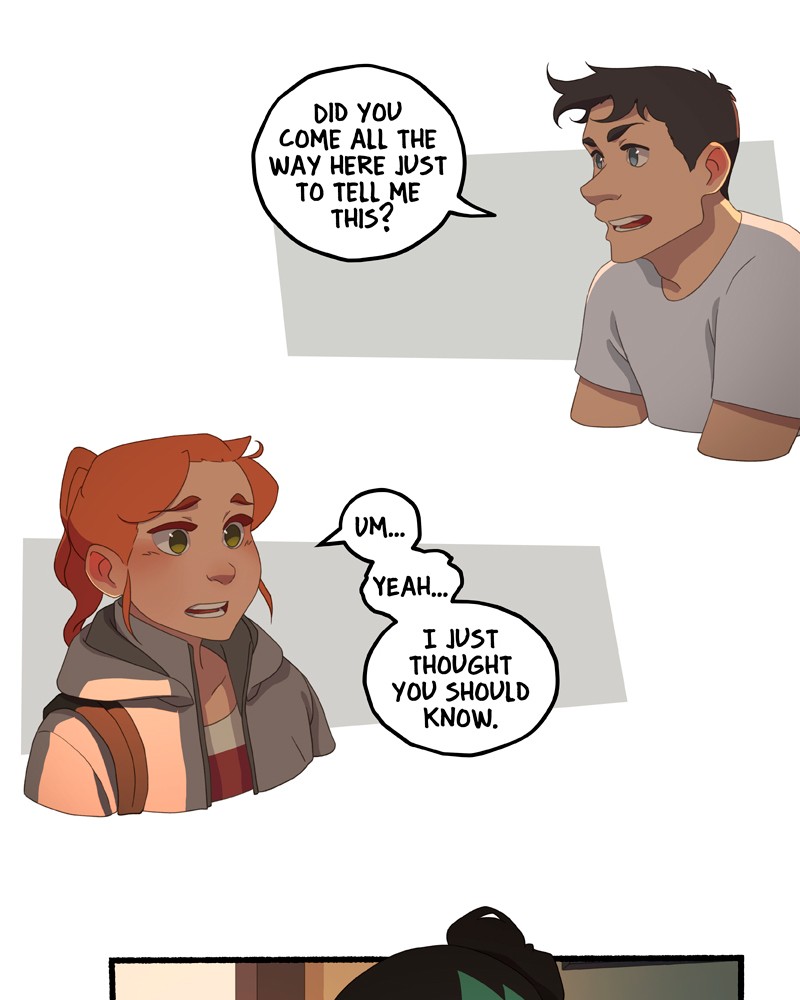 DID YOU
COME ALL THE
WAY HERE JUST
TO TELL ME
THIS?
UM...
YEAH...
I JUST
THOUGHT
YOU SHOULD
KNOW.